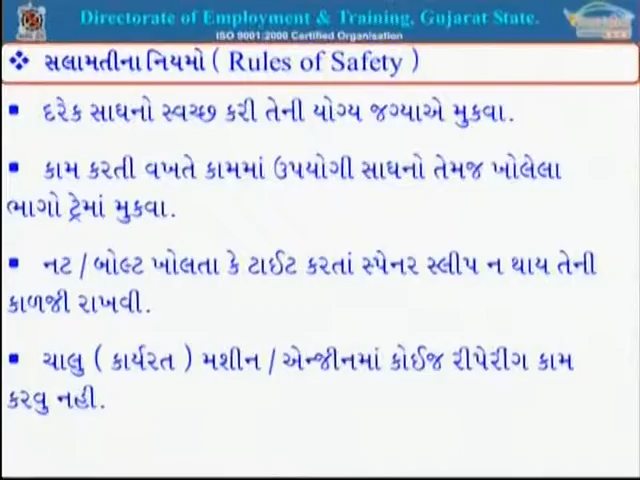 Directorate of Employment & Training, Gujarat State.
ISO 9001:2000 Certified Organisation
❖ સલામતીના નિયમો ( Rules of Safety )
▪ દરેક સાધનો સ્વચ્છ કરી તેની યોગ્ય જગ્યાએ મુકવા.
▪ કામ કરતી વખતે કામમાં ઉપયોગી સાધનો તેમજ ખોલેલા
ભાગો ટ્રેમાં મુકવા.
▪ નટ / બોલ્ટ ખોલતા કે ટાઈટ કરતાં સ્પેનર સ્લીપ ન થાય તેની
કાળજી રાખવી.
▪ ચાલુ ( કાર્યરત ) મશીન / એન્જીનમાં કોઈજ રીપેરીગ કામ
કરવુ નહી.